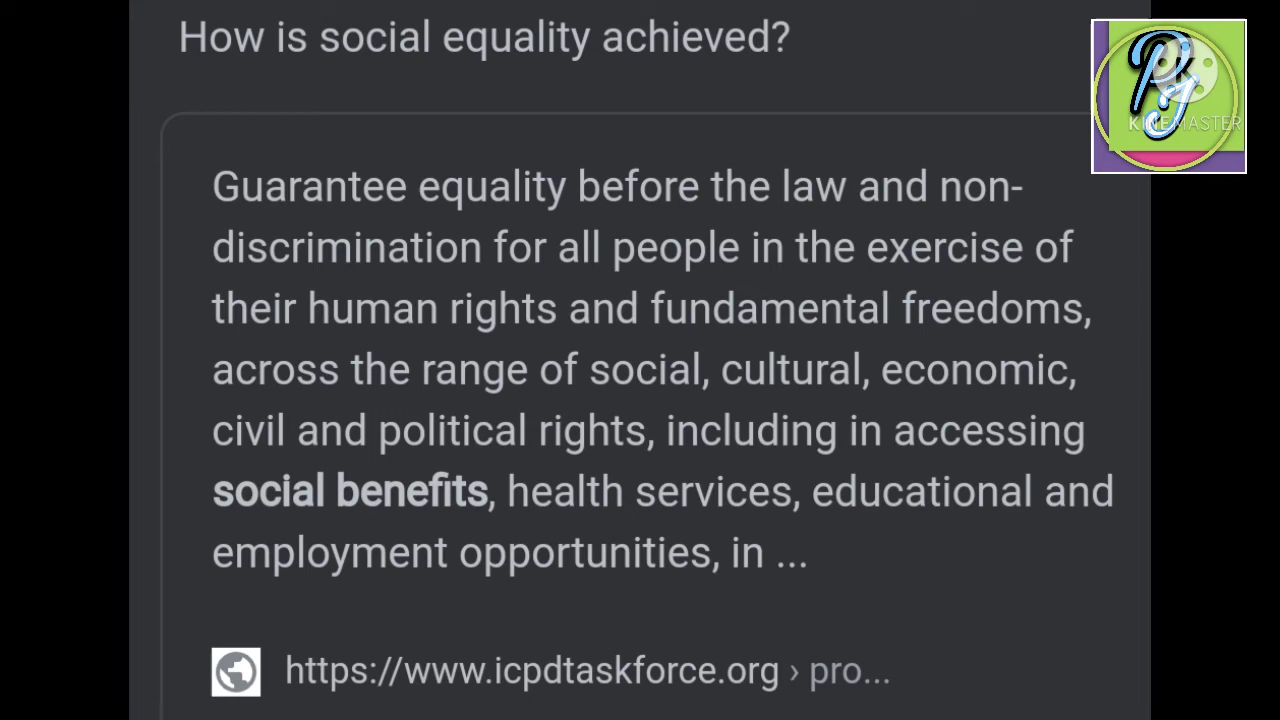 How is social equality achieved?
Guarantee equality before the law and non-
discrimination for all people in the exercise of
their human rights and fundamental freedoms,
across the range of social, cultural, economic,
civil and political rights, including in accessing
social benefits, health services, educational and
employment opportunities, in ...
https://www.icpdtaskforce.org › pro...
PJ
K
KINEMASTER